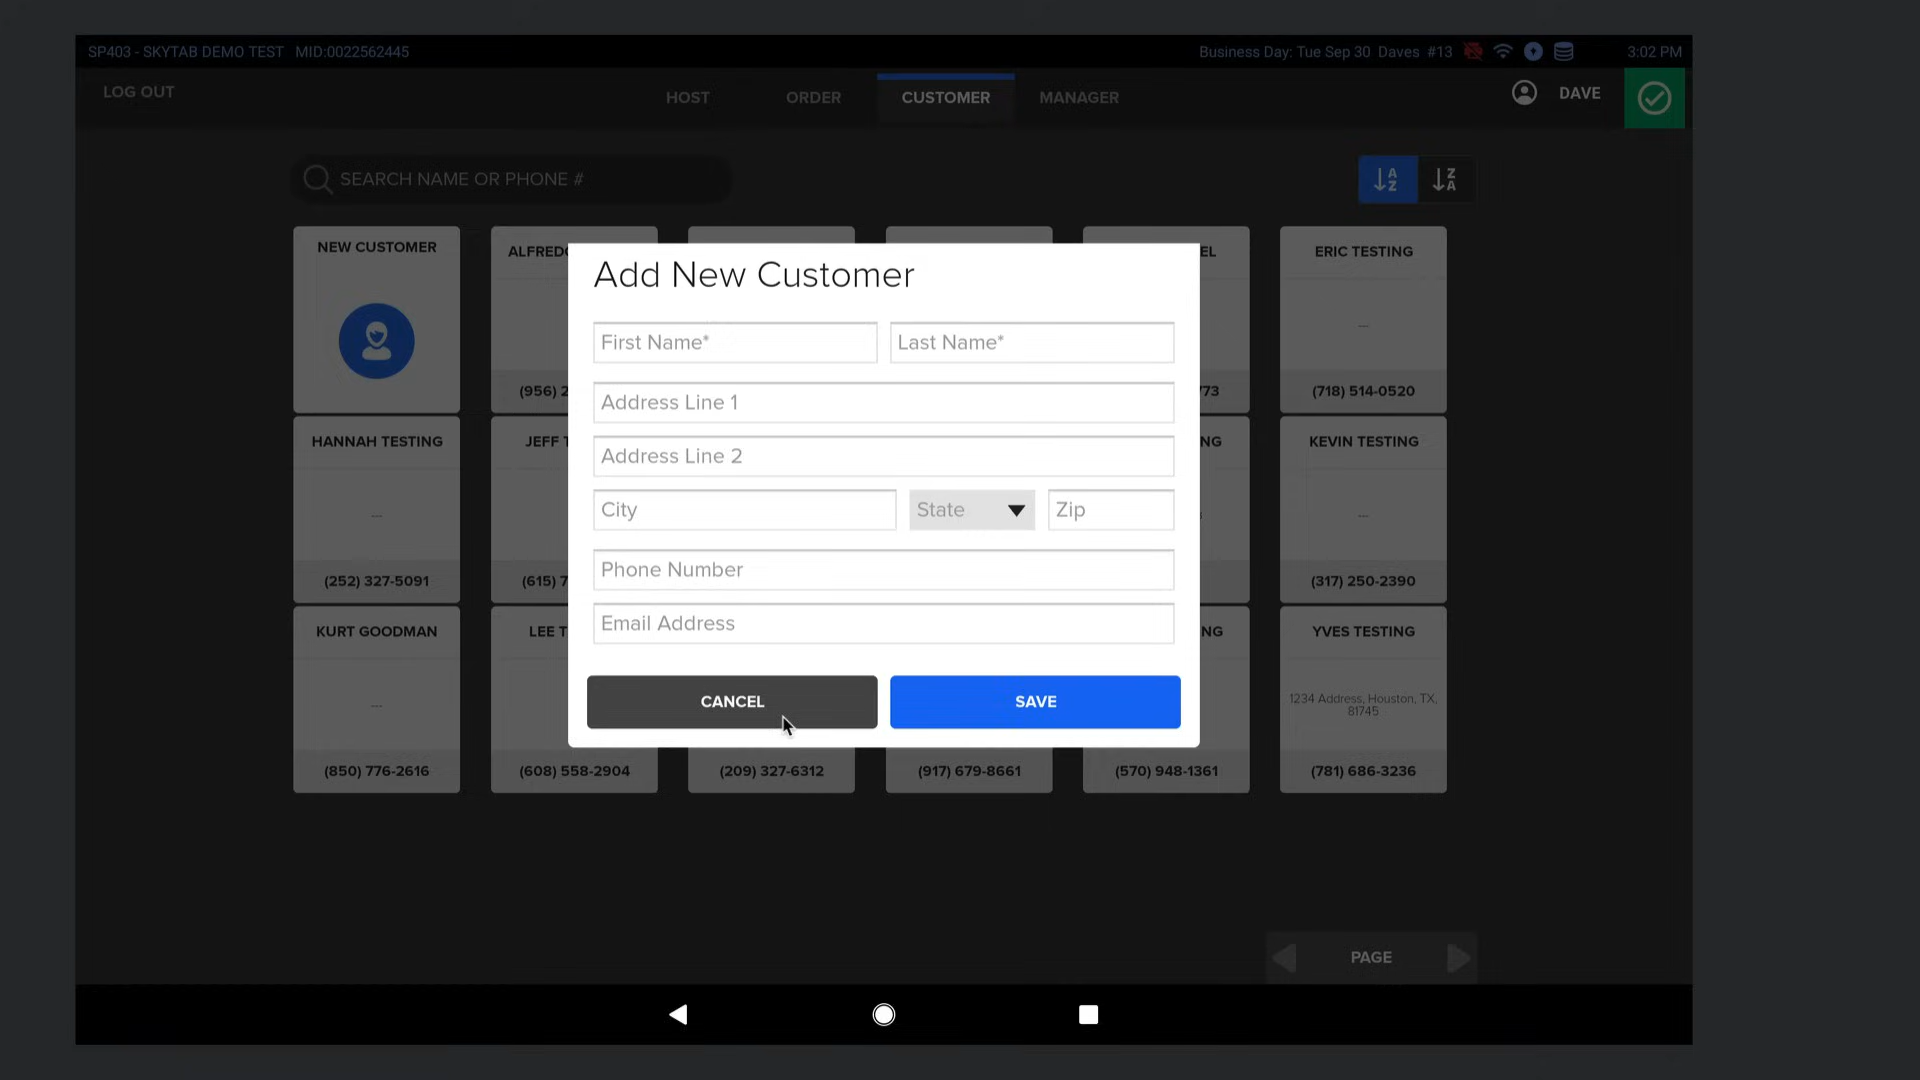 SP403 - SKYTAB DEMO TEST MID:0022562445
Business Day: Tue Sep 30 Daves #13 3:02 PM
LOG OUT
HOST ORDER CUSTOMER MANAGER
DAVE
SEARCH NAME OR PHONE #
A
Z
Z
A
NEW CUSTOMER
ALFREDO
(956) 2
EL
73
ERIC TESTING
---
(718) 514-0520
Add New Customer
First Name* Last Name*
Address Line 1
Address Line 2
City State Zip
Phone Number
Email Address
CANCEL SAVE
HANNAH TESTING
---
(252) 327-5091
JEFF T
(615) 7
NG
KEVIN TESTING
---
(317) 250-2390
KURT GOODMAN
---
(850) 776-2616
LEE T
(608) 558-2904
(209) 327-6312
(917) 679-8661
NG
(570) 948-1361
YVES TESTING
1234 Address, Houston, TX,
81745
(781) 686-3236
PAGE